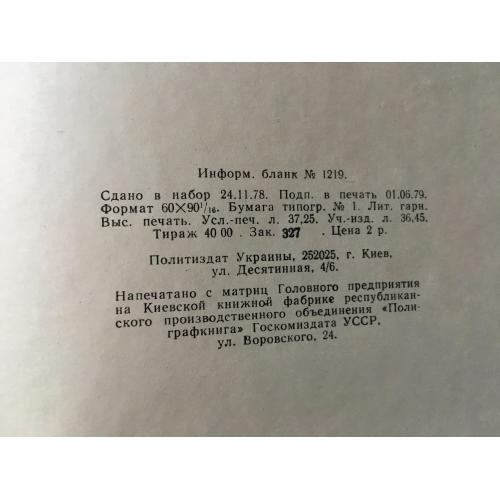 Информ. бланк № 1219.
Сдано в набор 24.11.78. Подп. в печать 01.06.79.
Формат 60×90¹/₁₆. Бумага типогр. № 1. Лит. гарн.
Выс. печать. Усл.-печ. л. 37,25. Уч.-изд. л. 36,45.
Тираж 40 00 . Зак. 327 . Цена 2 р.
Политиздат Украины, 252025, г. Киев,
ул. Десятинная, 4/6.
Напечатано с матриц Головного предприятия
на Киевской книжной фабрике республикан-
ского производственного объединения «Поли-
графкнига» Госкомиздата УССР,
ул. Воровского, 24.